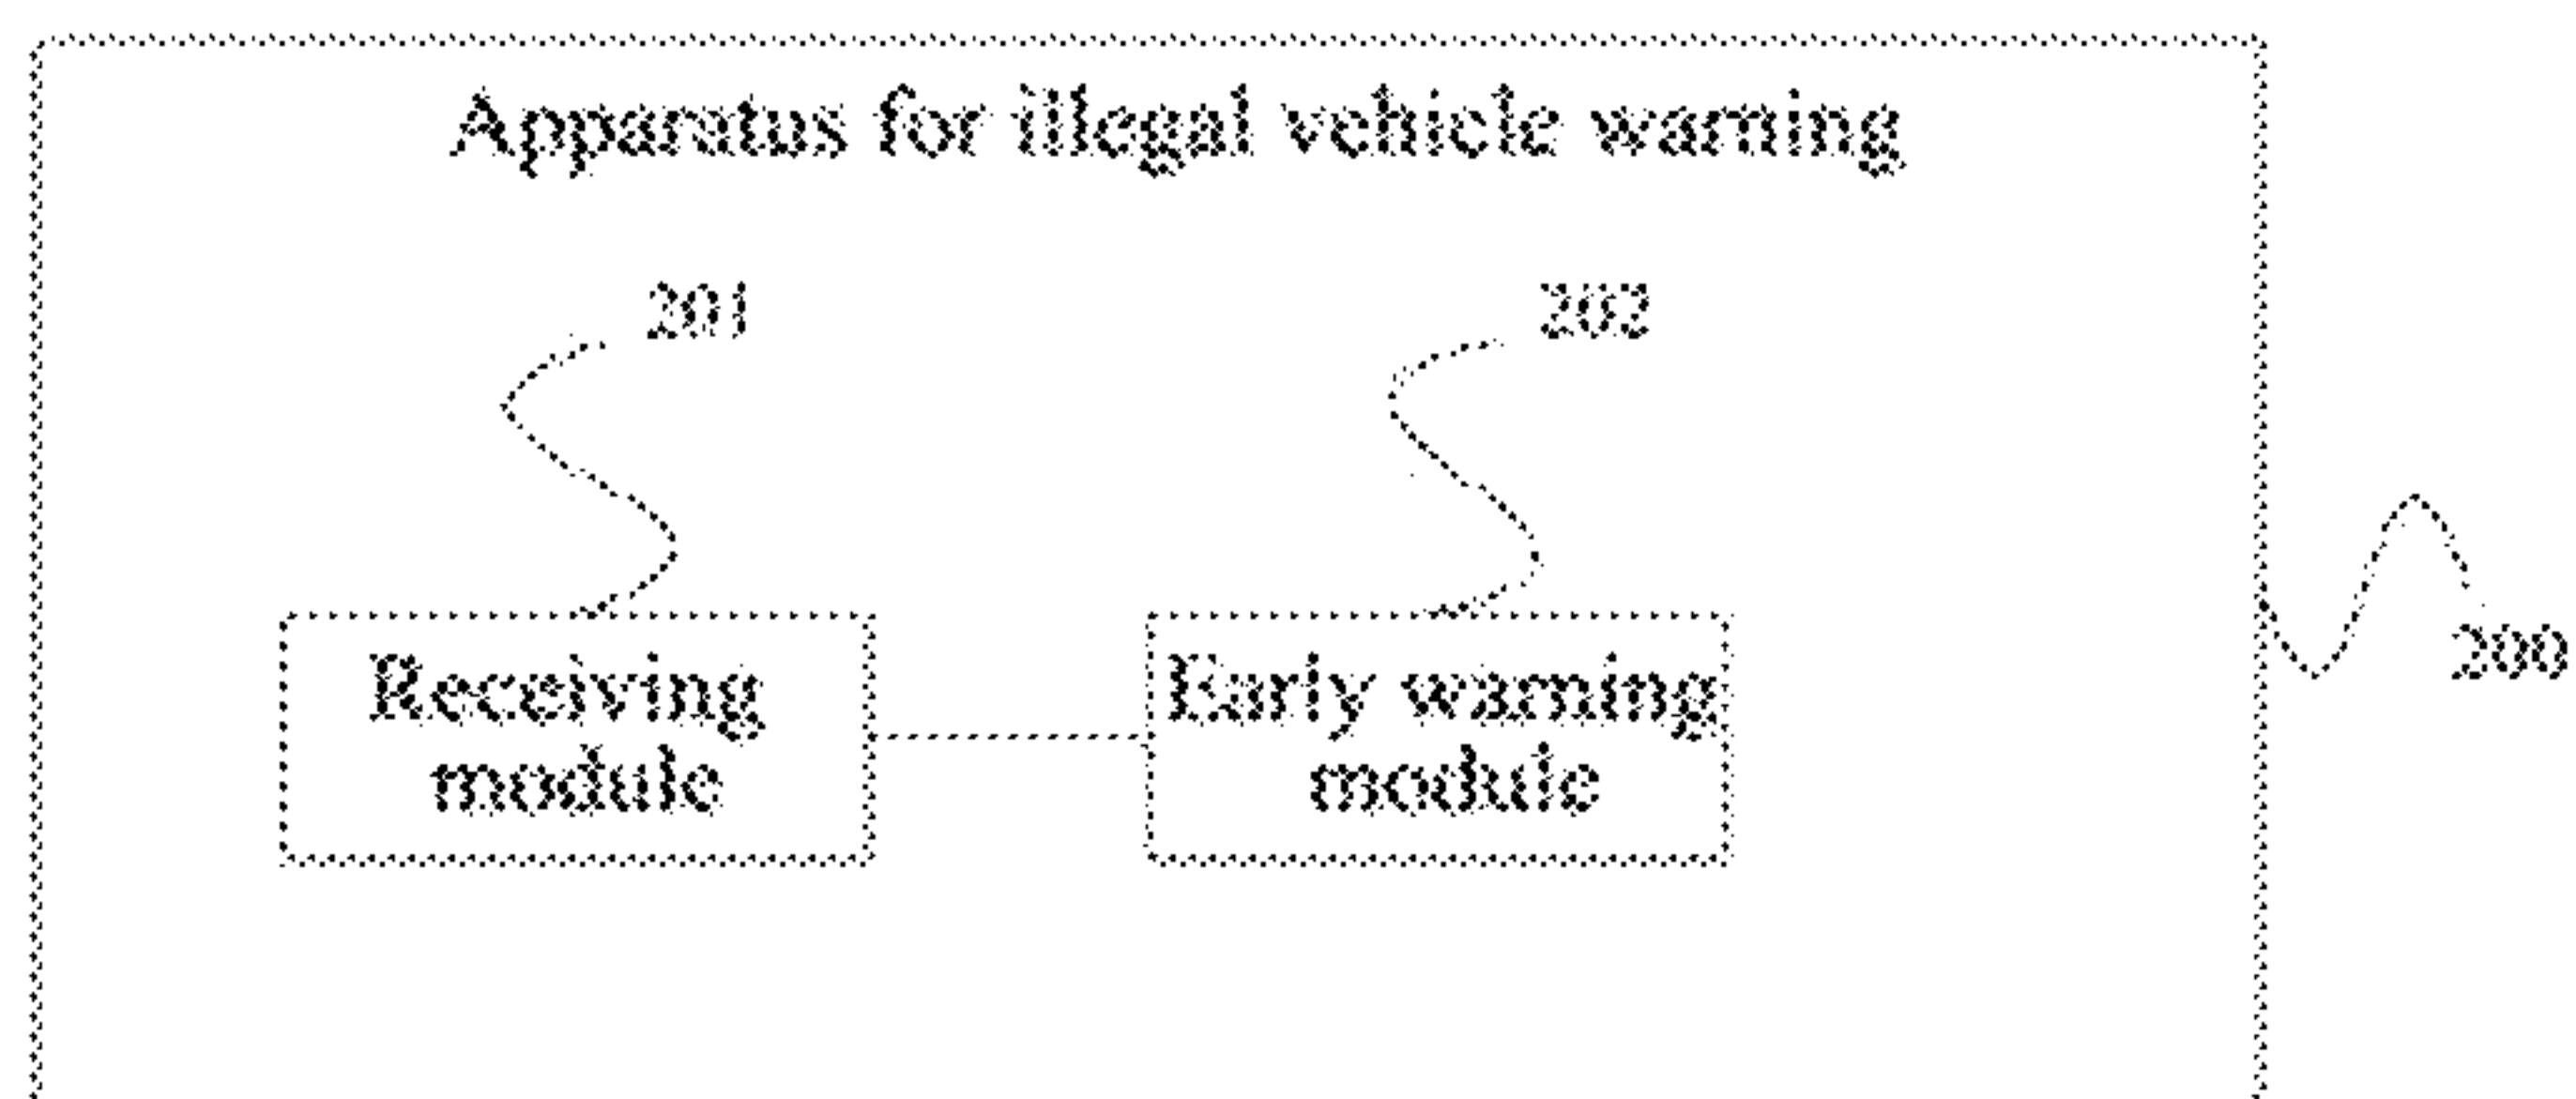 Apparatus for illegal vehicle warning
201
202
Receiving
module
Early warning
module
200